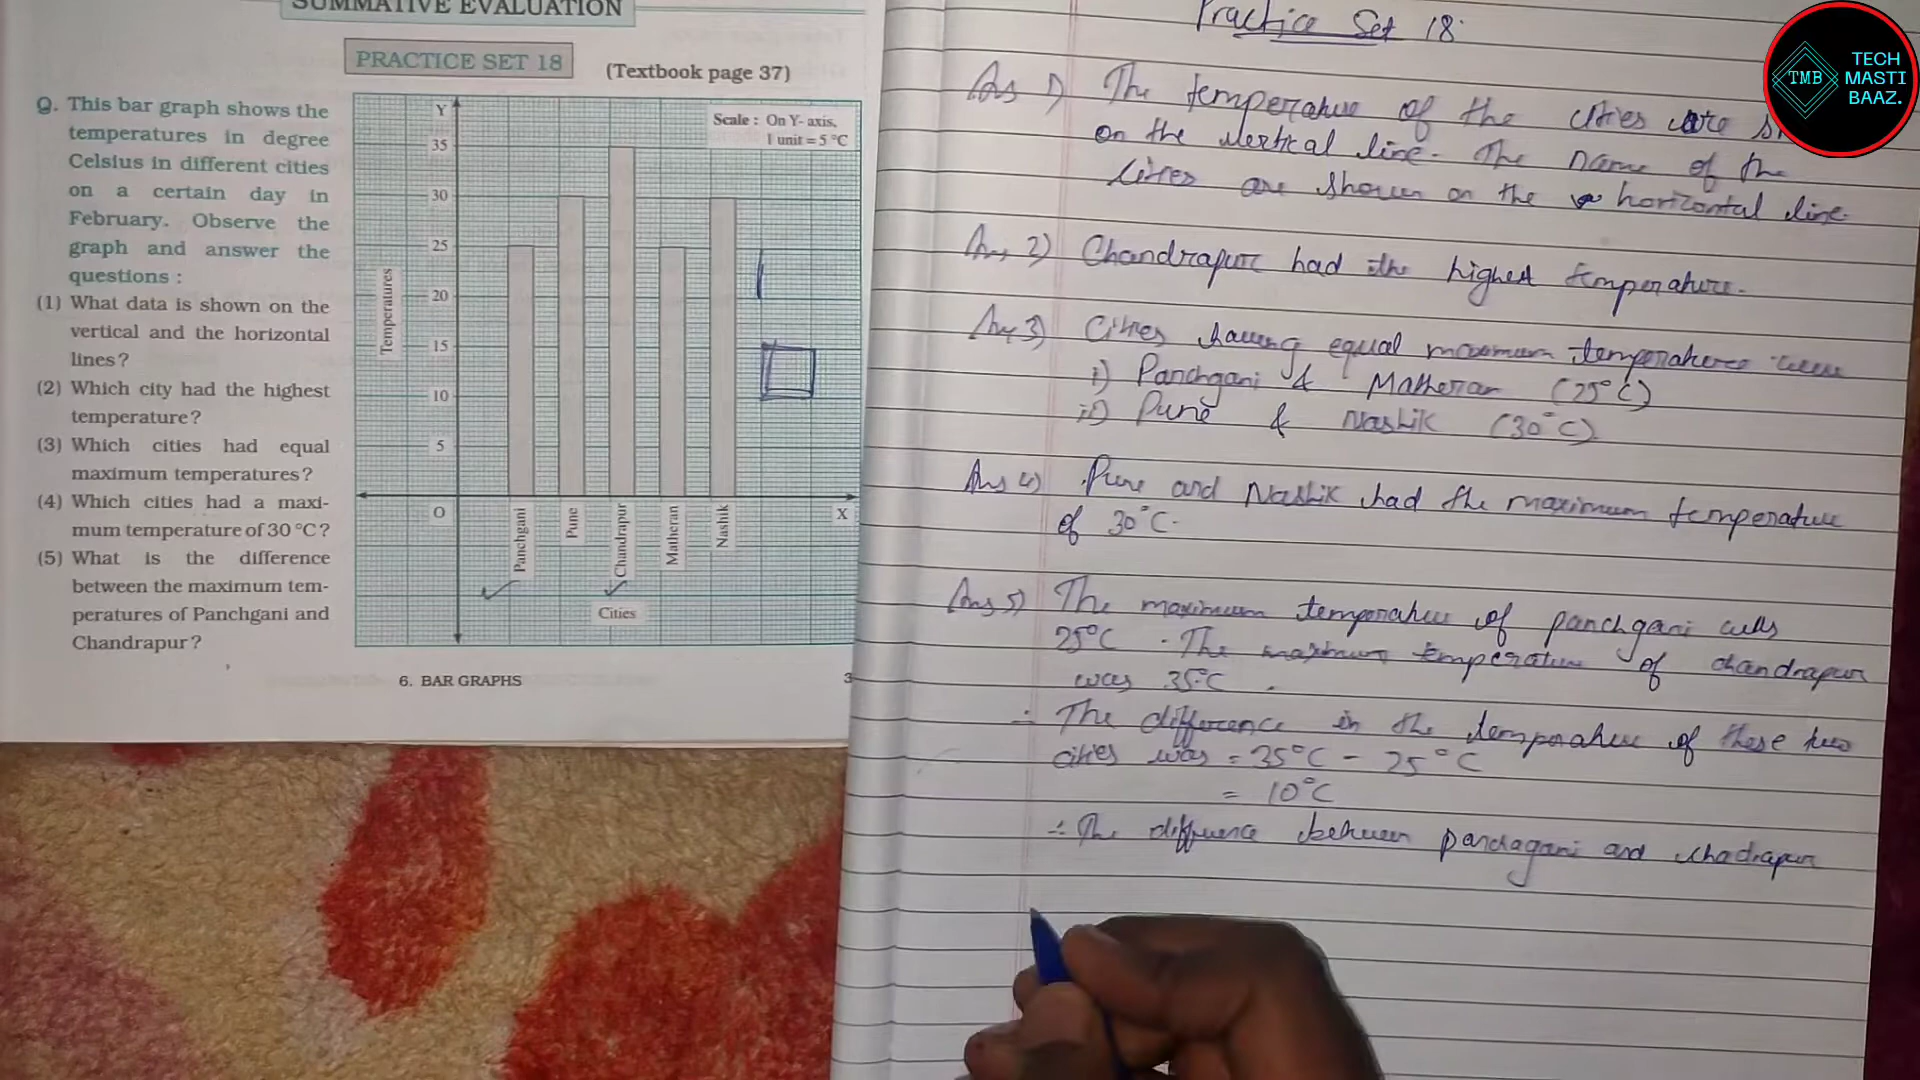 SUMMATIVE EVALUATION
PRACTICE SET 18
(Textbook page 37)
Q. This bar graph shows the
temperatures in degree
Celsius in different cities
on a certain day in
February. Observe the
graph and answer the
questions :
(1) What data is shown on the
vertical and the horizontal
lines?
(2) Which city had the highest
temperature?
(3) Which cities had equal
maximum temperatures?
(4) Which cities had a maxi-
mum temperature of 30 °C?
(5) What is the difference
between the maximum tem-
peratures of Panchgani and
Chandrapur?
Y
Scale : On Y- axis,
1 unit = 5 °C
35
30
25
20
15
10
5
O
X
Temperatures
Panchgani
Pune
Chandrapur
Matheran
Nashik
Cities
6. BAR GRAPHS
3
Practice Set 18.
Ans 1) The temperature of the cities are
on the vertical line. The name of the
cities are shown on the horizontal line.
Ans 2) Chandrapur had the highest temperature.
Ans 3) Cities having equal maximum temperatures were
i) Panchgani & Matheran (25°C)
ii) Pune & Nashik (30°C)
Ans 4) Pune and Nashik had the maximum temperature
of 30°C.
Ans 5) The maximum temperature of panchgani was
25°C. The maximum temperature of chandrapur
was 35°C.
∴ The difference in the temperature of these two
cities was = 35°C - 25°C
= 10°C
∴ The difference between pancagani and chadrapur
TMB
TECH
MASTI
BAAZ.